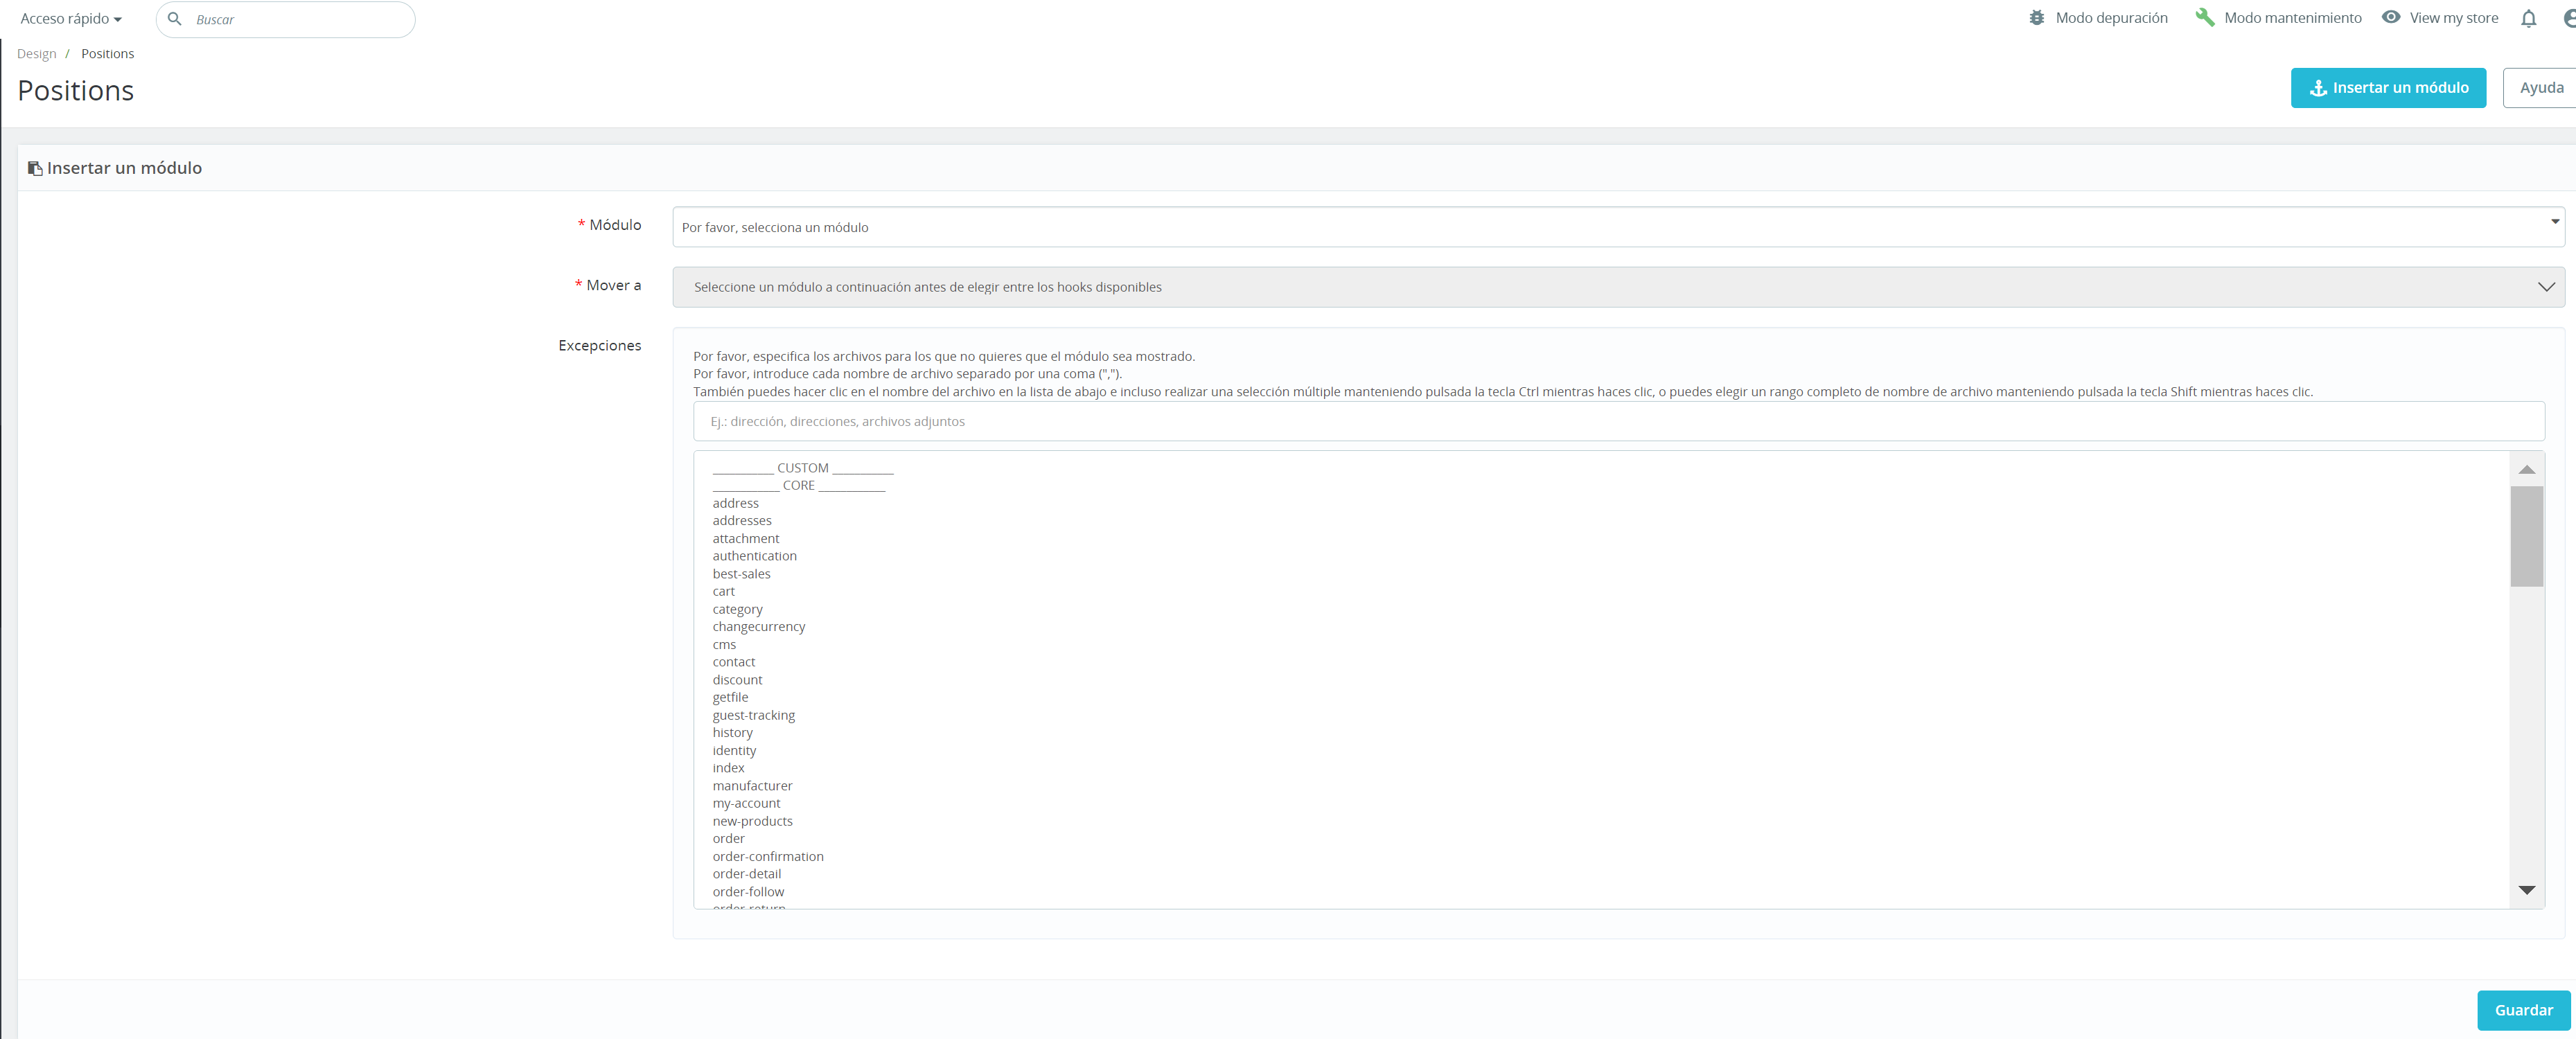 Acceso rápido
Buscar
Modo depuración
Modo mantenimiento
View my store
Design / Positions
Positions
Insertar un módulo
Ayuda
Insertar un módulo
* Módulo
Por favor, selecciona un módulo
* Mover a
Seleccione un módulo a continuación antes de elegir entre los hooks disponibles
Excepciones
Por favor, especifica los archivos para los que no quieres que el módulo sea mostrado.
Por favor, introduce cada nombre de archivo separado por una coma (",").
También puedes hacer clic en el nombre del archivo en la lista de abajo e incluso realizar una selección múltiple manteniendo pulsada la tecla Ctrl mientras haces clic, o puedes elegir un rango completo de nombre de archivo manteniendo pulsada la tecla Shift mientras haces clic.
Ej.: dirección, direcciones, archivos adjuntos
___________ CUSTOM ___________
____________ CORE ____________
address
addresses
attachment
authentication
best-sales
cart
category
changecurrency
cms
contact
discount
getfile
guest-tracking
history
identity
index
manufacturer
my-account
new-products
order
order-confirmation
order-detail
order-follow
order-return
Guardar